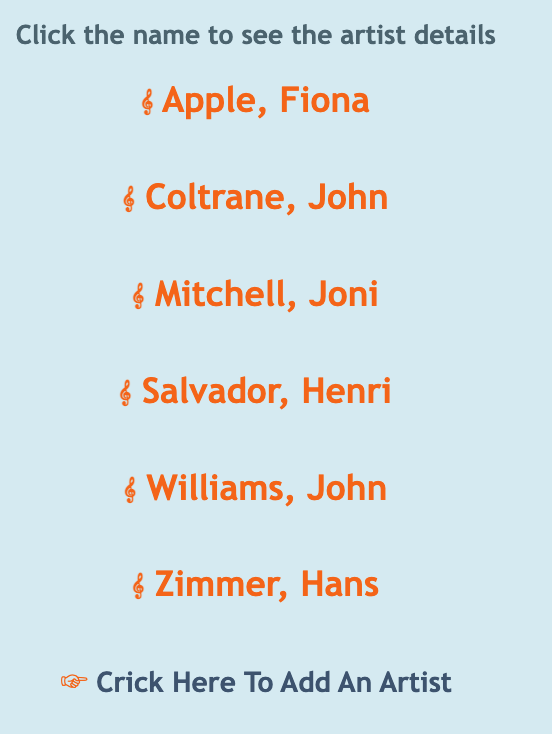 Click the name to see the artist details
𝄞 Apple, Fiona
𝄞 Coltrane, John
𝄞 Mitchell, Joni
𝄞 Salvador, Henri
𝄞 Williams, John
𝄞 Zimmer, Hans
☞ Crick Here To Add An Artist